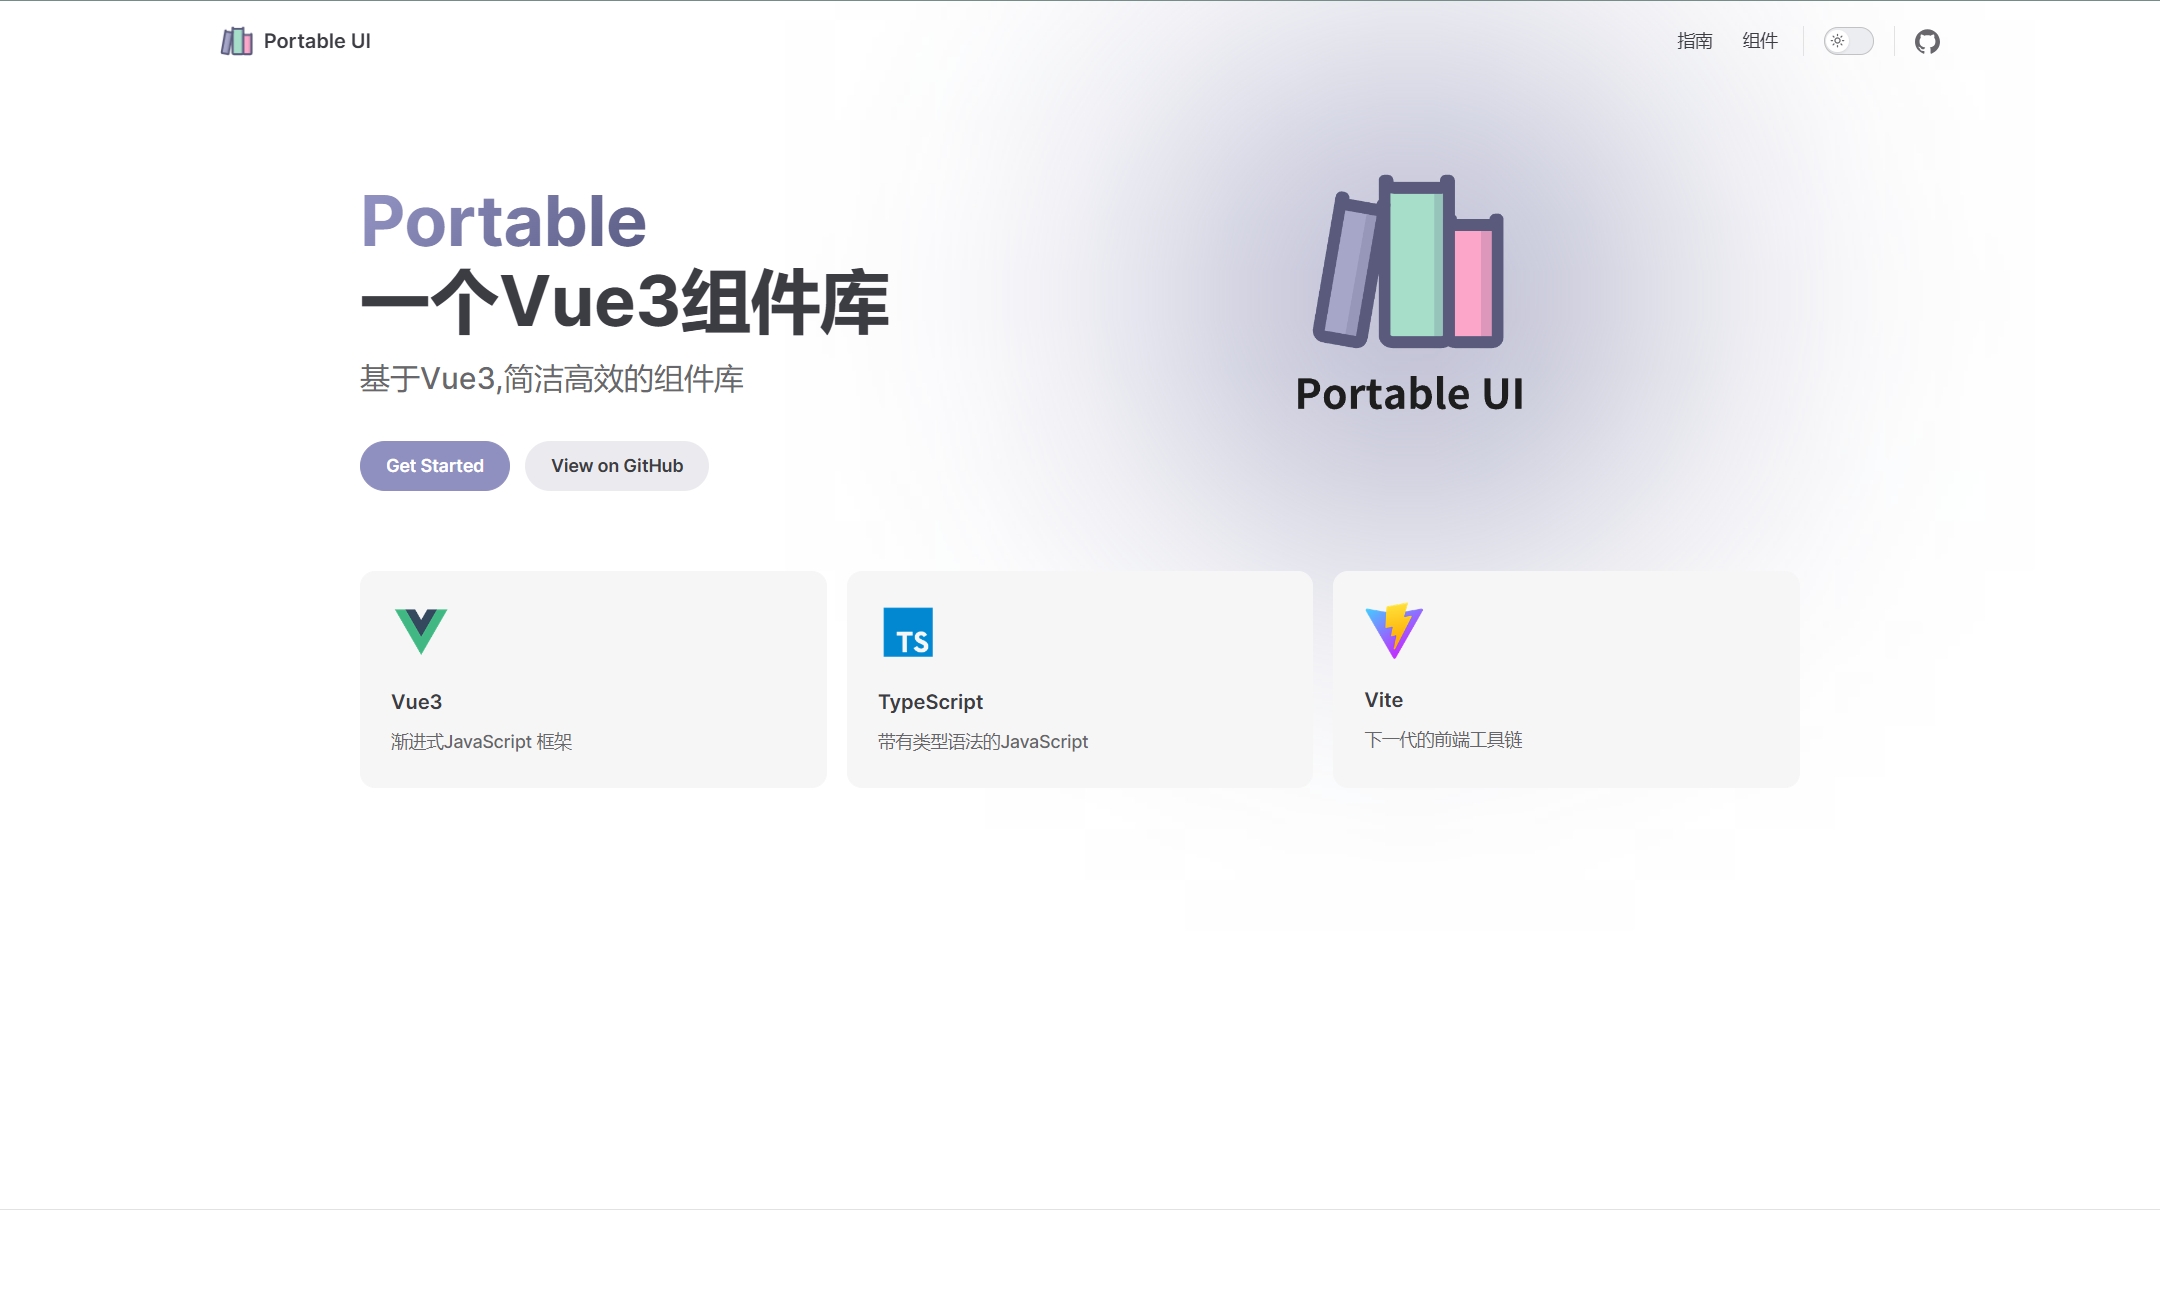 Portable UI
指南
组件
Portable
一个Vue3组件库
基于Vue3,简洁高效的组件库
Get Started
View on GitHub
Portable UI
Vue3
渐进式JavaScript 框架
TS
TypeScript
带有类型语法的JavaScript
Vite
下一代的前端工具链